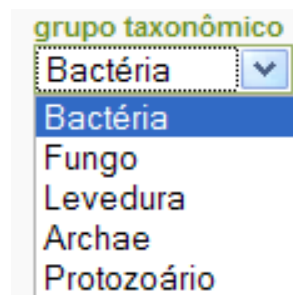 grupo taxonômico
Bactéria
Bactéria
Fungo
Levedura
Archae
Protozoário